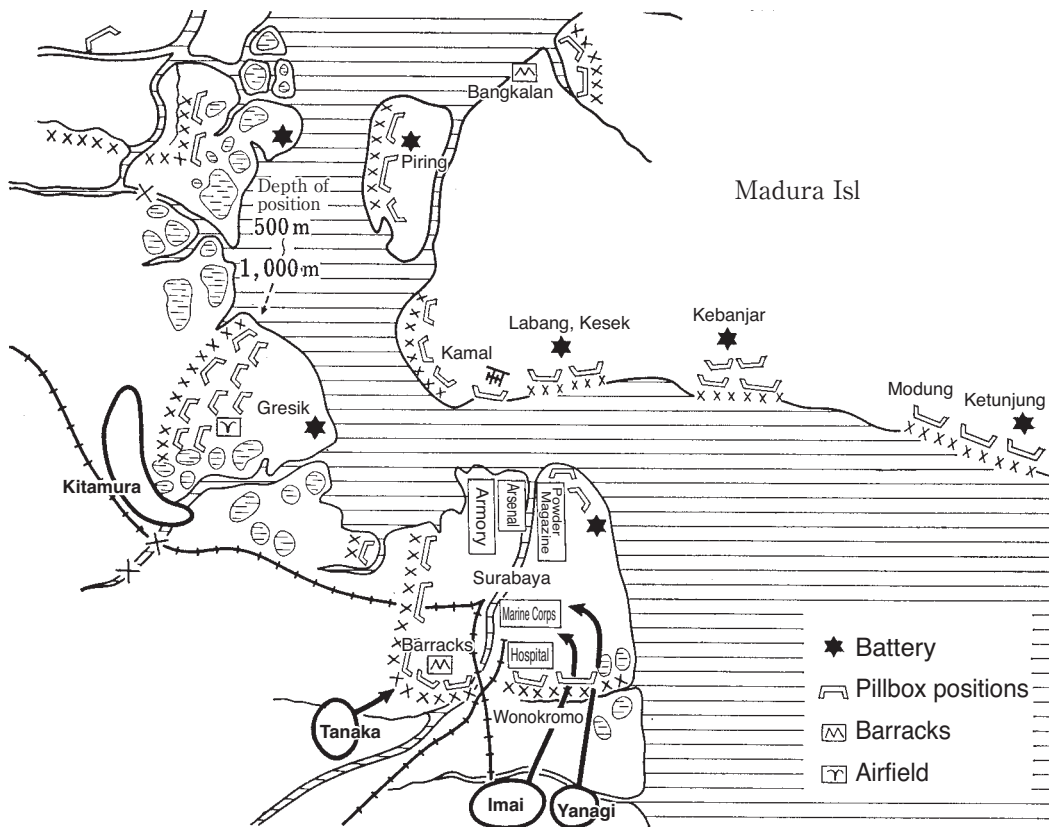 Bangkalan
Piring
Madura Isl
Depth of
position
500 m
~
1,000 m
Labang, Kesek
Kebanjar
Kamal
Modung
Ketunjung
Gresik
Kitamura
Armory
Arsenal
Powder
Magazine
Surabaya
Marine Corps
Barracks
Hospital
Wonokromo
Tanaka
Imai
Yanagi
Battery
Pillbox positions
Barracks
Airfield